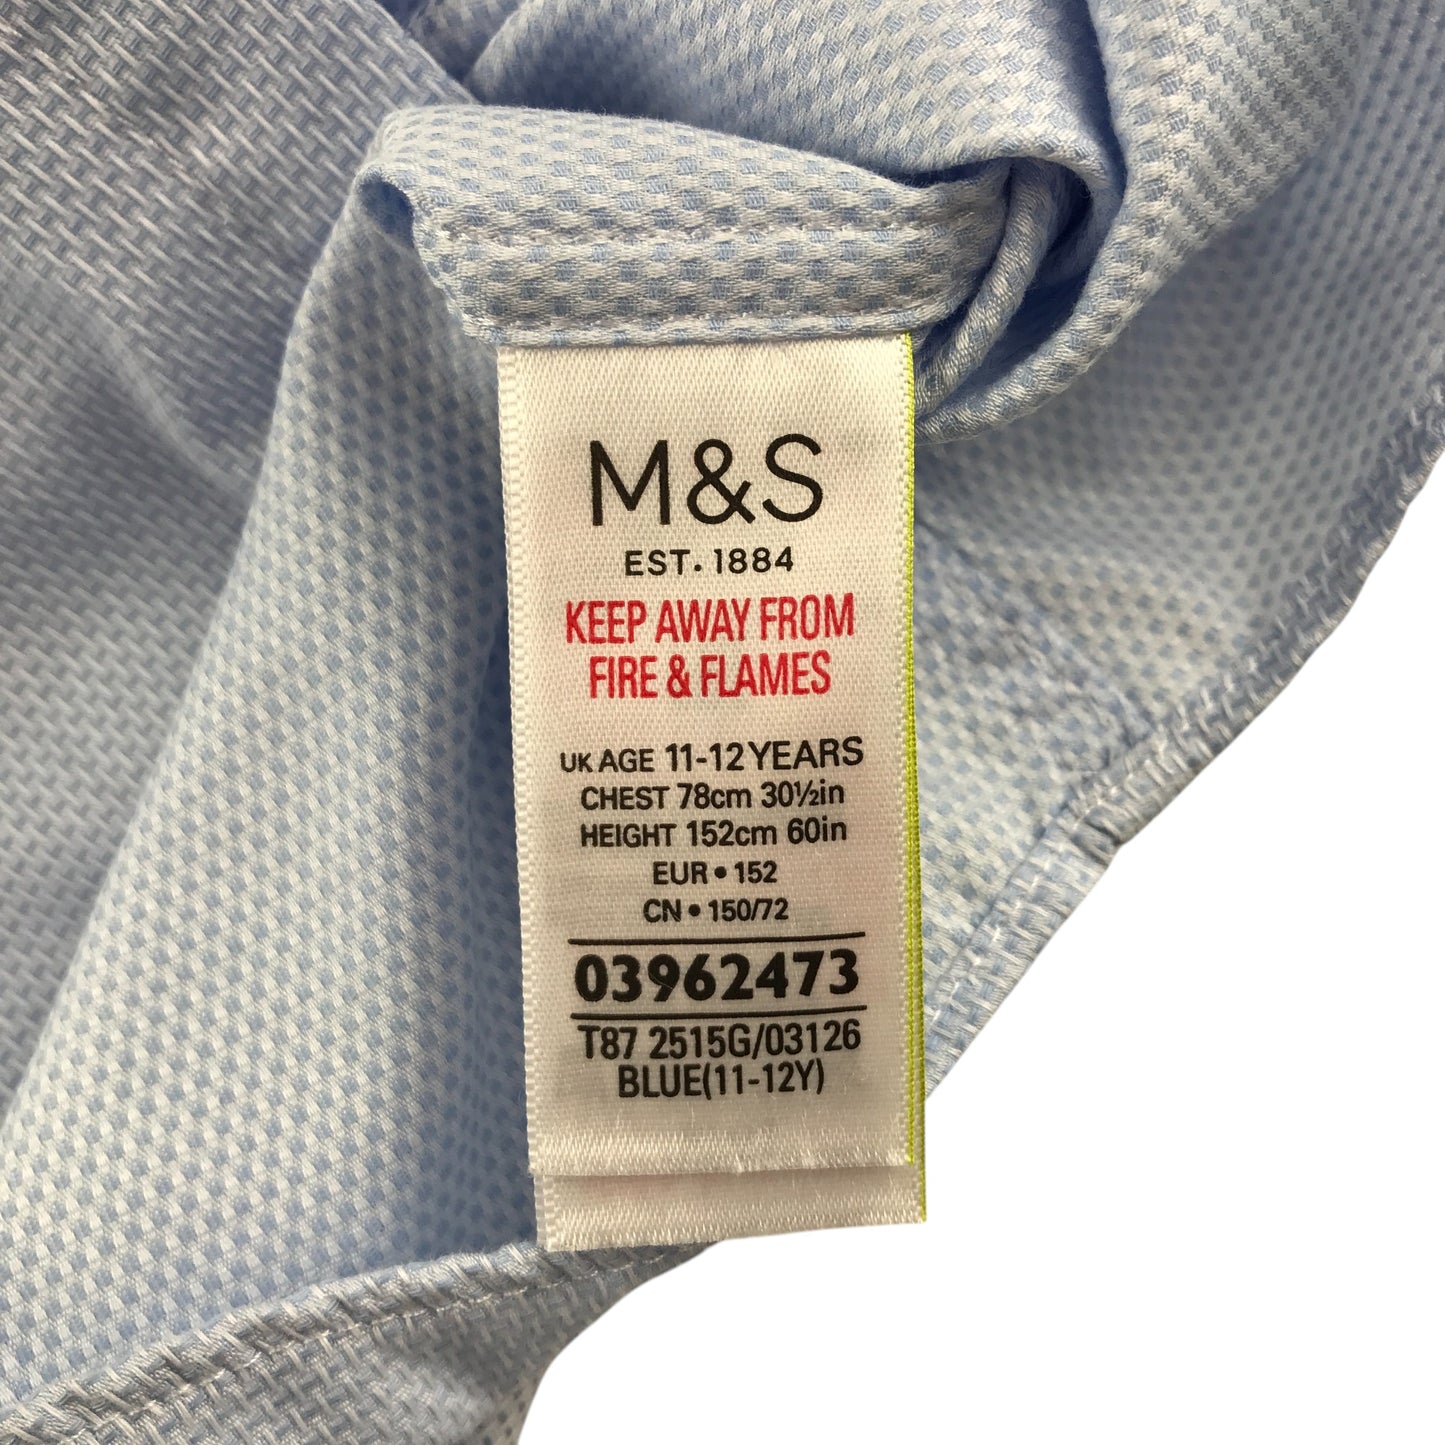 M&S
EST. 1884
KEEP AWAY FROM
FIRE & FLAMES
UK AGE 11-12 YEARS
CHEST 78cm 30½in
HEIGHT 152cm 60in
EUR • 152
CN • 150/72
03962473
T87 2515G/03126
BLUE(11-12Y)